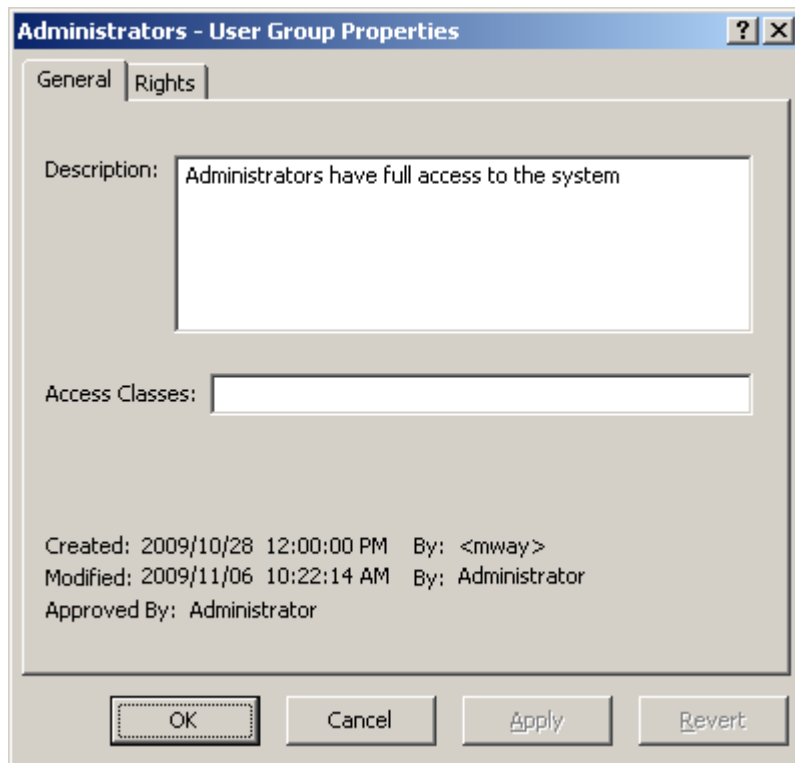 Administrators - User Group Properties
General Rights
Description: Administrators have full access to the system
Access Classes:
Created: 2009/10/28 12:00:00 PM By: <mway>
Modified: 2009/11/06 10:22:14 AM By: Administrator
Approved By: Administrator
OK Cancel Apply Revert